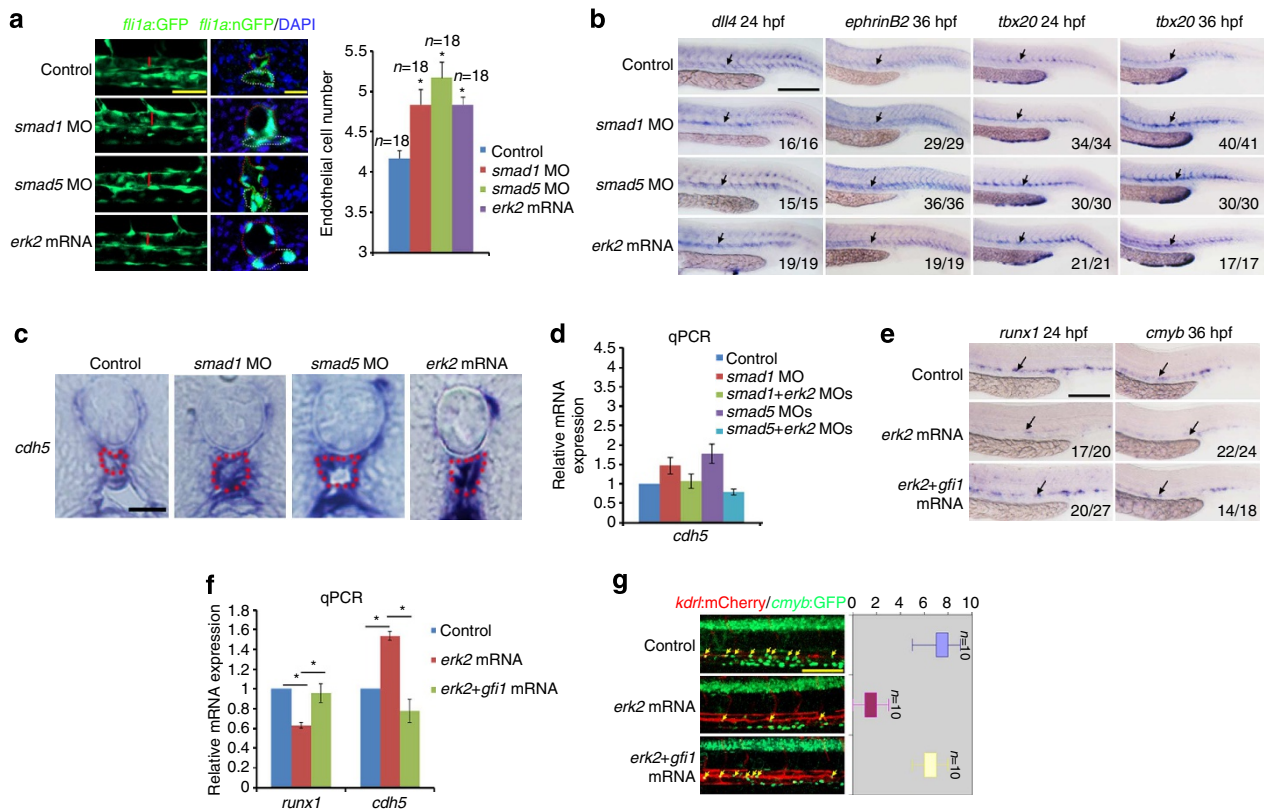 a
fli1a:GFP fli1a:nGFP/DAPI
Control
smad1 MO
smad5 MO
erk2 mRNA
Endothelial cell number
5.5
5
4.5
4
3.5
3
n=18
n=18
*
n=18
*
n=18
*
Control
smad1 MO
smad5 MO
erk2 mRNA
b
dll4 24 hpf
ephrinB2 36 hpf
tbx20 24 hpf
tbx20 36 hpf
Control
smad1 MO
16/16
29/29
34/34
40/41
smad5 MO
15/15
36/36
30/30
30/30
erk2 mRNA
19/19
19/19
21/21
17/17
c
Control
smad1 MO
smad5 MO
erk2 mRNA
cdh5
d
qPCR
Relative mRNA
expression
4.5
4
3.5
3
2.5
2
1.5
1
0.5
0
Control
smad1 MO
smad1+erk2 MOs
smad5 MOs
smad5+erk2 MOs
cdh5
e
runx1 24 hpf
cmyb 36 hpf
Control
erk2 mRNA
17/20
22/24
erk2+gfi1
mRNA
20/27
14/18
f
qPCR
Relative mRNA expression
1.8
1.6
1.4
1.2
1
0.8
0.6
0.4
0.2
0
*
*
*
*
Control
erk2 mRNA
erk2+gfi1 mRNA
runx1
cdh5
g
kdrl:mCherry/cmyb:GFP
0 2 4 6 8 10
Control
n=10
erk2 mRNA
n=10
erk2+gfi1
mRNA
n=10